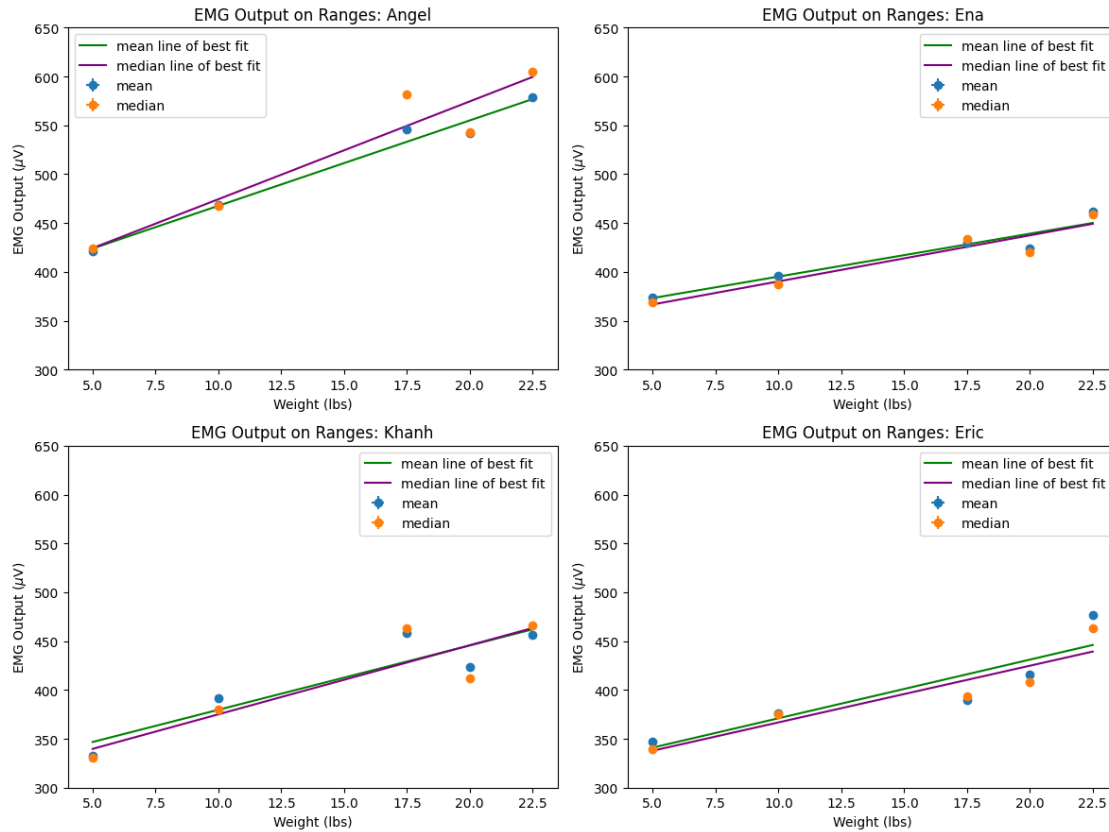 EMG Output on Ranges: Angel
650
600
550
500
450
400
350
300
EMG Output (μV)
mean line of best fit
median line of best fit
mean
median
5.0 7.5 10.0 12.5 15.0 17.5 20.0 22.5
Weight (lbs)
EMG Output on Ranges: Ena
650
600
550
500
450
400
350
300
EMG Output (μV)
mean line of best fit
median line of best fit
mean
median
5.0 7.5 10.0 12.5 15.0 17.5 20.0 22.5
Weight (lbs)
EMG Output on Ranges: Khanh
650
600
550
500
450
400
350
300
EMG Output (μV)
mean line of best fit
median line of best fit
mean
median
5.0 7.5 10.0 12.5 15.0 17.5 20.0 22.5
Weight (lbs)
EMG Output on Ranges: Eric
650
600
550
500
450
400
350
300
EMG Output (μV)
mean line of best fit
median line of best fit
mean
median
5.0 7.5 10.0 12.5 15.0 17.5 20.0 22.5
Weight (lbs)